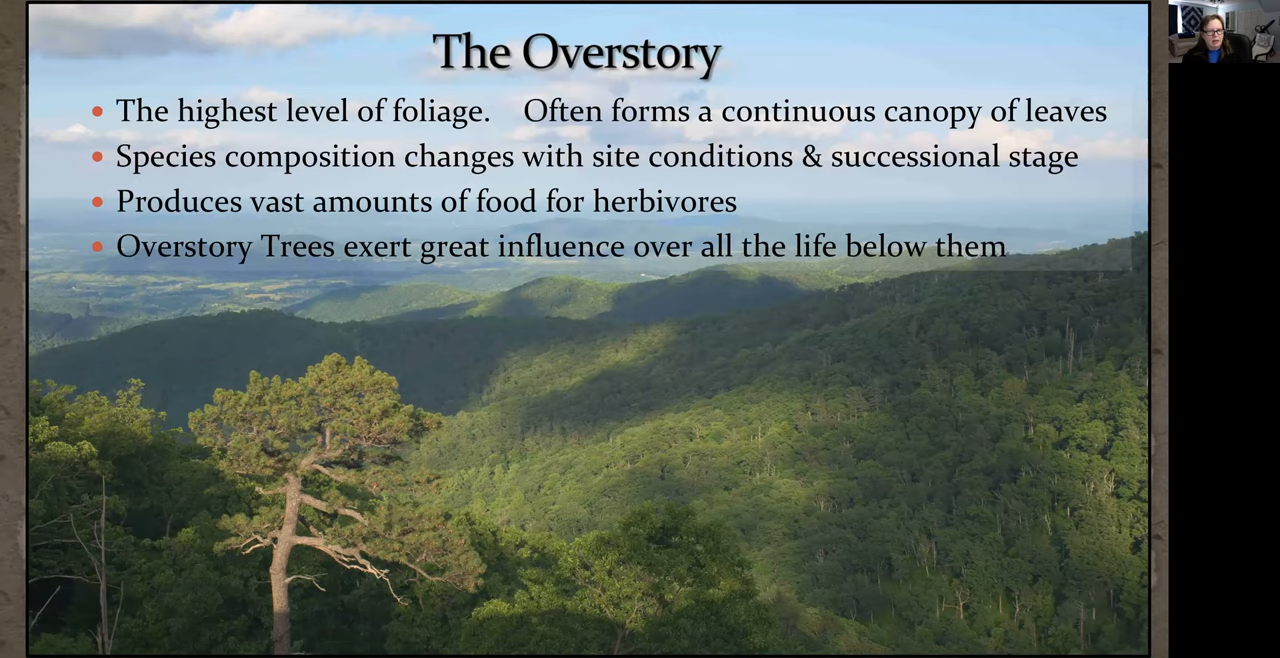 The Overstory
The highest level of foliage. Often forms a continuous canopy of leaves
Species composition changes with site conditions & successional stage
Produces vast amounts of food for herbivores
Overstory Trees exert great influence over all the life below them